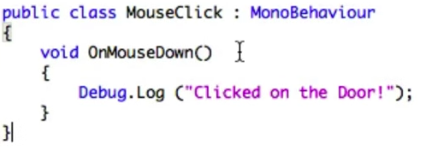 public class MouseClick : MonoBehaviour
{
    void OnMouseDown()
    {
        Debug.Log ("Clicked on the Door!");
    }
}